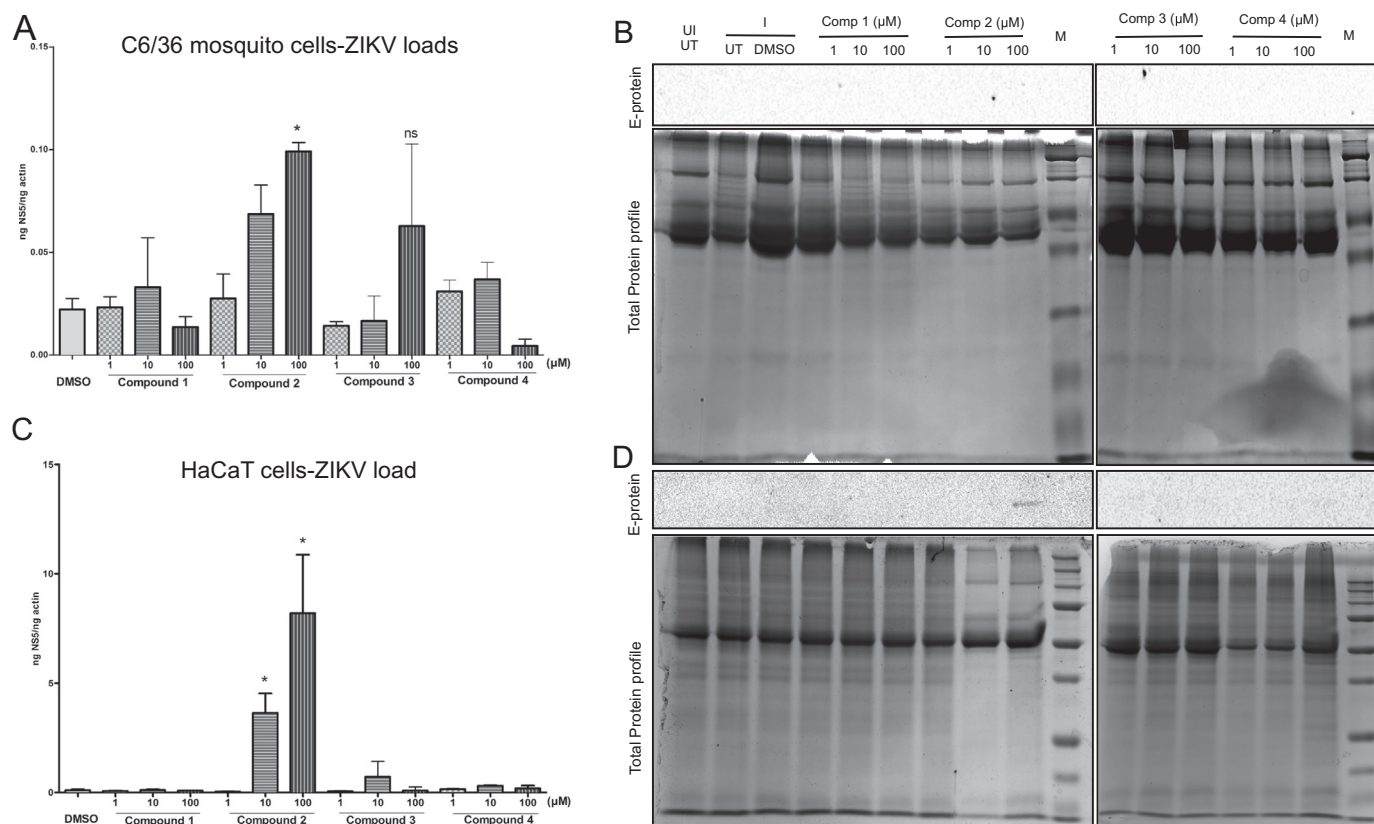 A
C6/36 mosquito cells-ZIKV loads
ng NS5/ng actin
0.15
0.10
0.05
0.00
*
ns
1 10 100 1 10 100 1 10 100 1 10 100 (µM)
DMSO Compound 1 Compound 2 Compound 3 Compound 4
B
UI I Comp 1 (µM) Comp 2 (µM) M
UT UT DMSO 1 10 100 1 10 100
Comp 3 (µM) Comp 4 (µM) M
1 10 100 1 10 100
E-protein
Total Protein profile
C
HaCaT cells-ZIKV load
ng NS5/ng actin
15
10
5
0
*
*
1 10 100 1 10 100 1 10 100 1 10 100 (µM)
DMSO Compound 1 Compound 2 Compound 3 Compound 4
D
E-protein
Total Protein profile